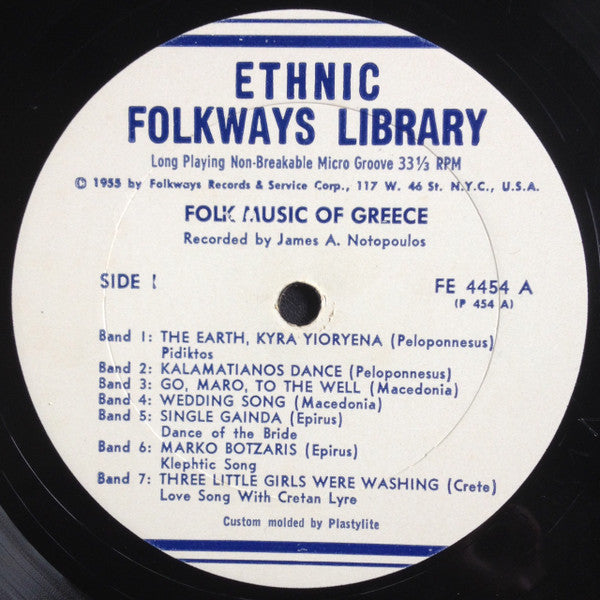 ETHNIC
FOLKWAYS LIBRARY
Long Playing Non-Breakable Micro Groove 33⅓ RPM
© 1955 by Folkways Records & Service Corp., 117 W. 46 St. N.Y.C., U.S.A.
FOLK MUSIC OF GREECE
Recorded by James A. Notopoulos
SIDE I
FE 4454 A
(P 454 A)
Band 1: THE EARTH, KYRA YIORYENA (Peloponnesus)
Pidiktos
Band 2: KALAMATIANOS DANCE (Peloponnesus)
Band 3: GO, MARO, TO THE WELL (Macedonia)
Band 4: WEDDING SONG (Macedonia)
Band 5: SINGLE GAINDA (Epirus)
Dance of the Bride
Band 6: MARKO BOTZARIS (Epirus)
Klephtic Song
Band 7: THREE LITTLE GIRLS WERE WASHING (Crete)
Love Song With Cretan Lyre
Custom molded by Plastylite